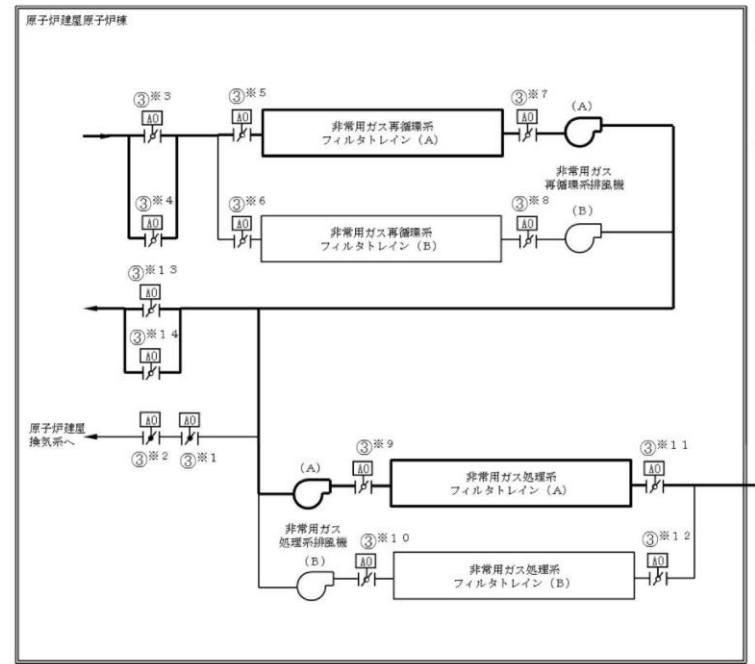 原子炉建屋原子炉棟
③※3
AO
③※5
AO
非常用ガス再循環系
フィルタトレイン(A)
③※7
AO
(A)
③※4
AO
③※6
AO
非常用ガス再循環系
フィルタトレイン(B)
③※8
AO
非常用ガス
再循環系排風機
(B)
③※13
AO
③※14
AO
原子炉建屋
換気系へ
AO
③※2
AO
③※1
(A)
③※9
AO
非常用ガス処理系
フィルタトレイン(A)
③※11
AO
非常用ガス
処理系排風機
(B)
③※10
AO
非常用ガス処理系
フィルタトレイン(B)
③※12
AO